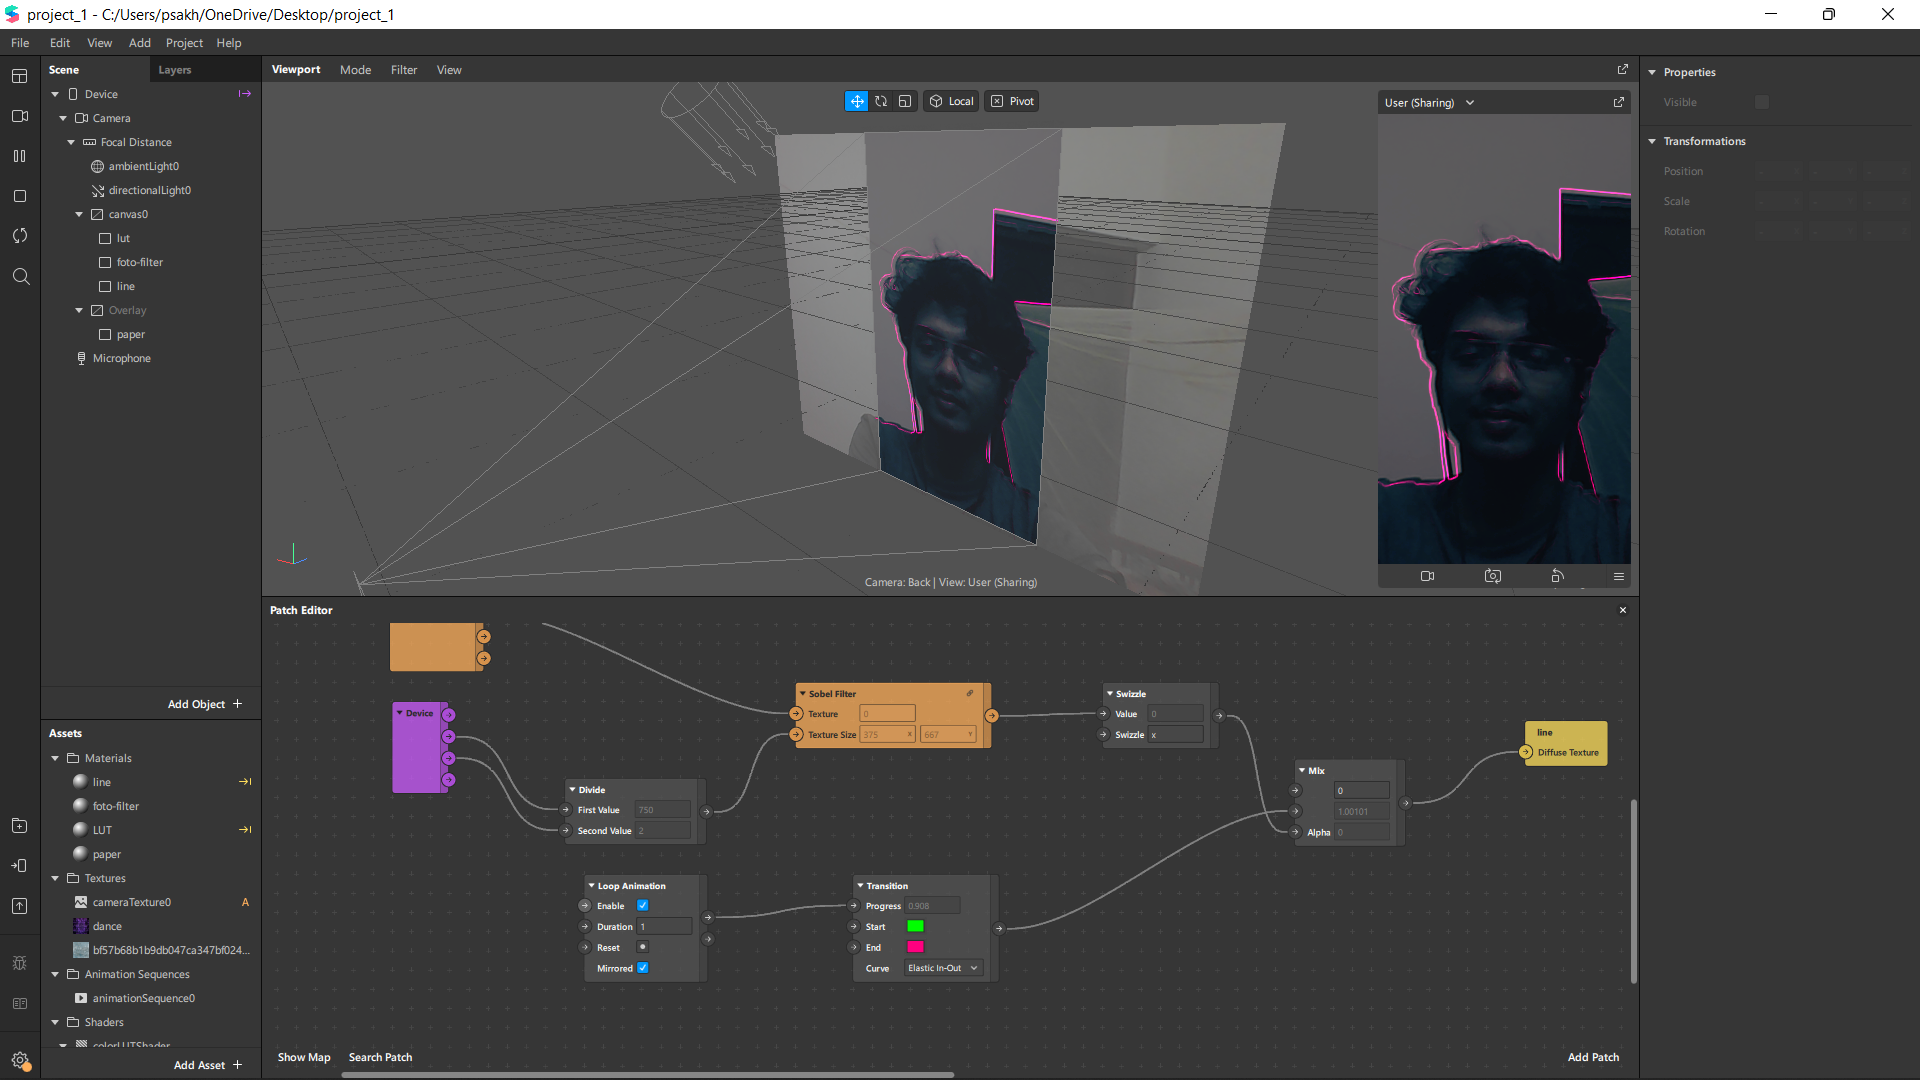 project_1 - C:/Users/psakh/OneDrive/Desktop/project_1
File Edit View Add Project Help
Scene Layers
Device
Camera
Focal Distance
ambientLight0
directionalLight0
canvas0
lut
foto-filter
line
Overlay
paper
Microphone
Add Object +
Assets
Materials
line
foto-filter
LUT
paper
Textures
cameraTexture0 A
dance
bf57b68b1b9db047ca347bf024...
Animation Sequences
animationSequence0
Shaders
colorLUTShader
Add Asset +
Viewport Mode Filter View
Local Pivot
User (Sharing)
Camera: Back | View: User (Sharing)
Patch Editor
Device
Divide
First Value 750
Second Value 2
Loop Animation
Enable
Duration 1
Reset
Mirrored
Sobel Filter
Texture 0
Texture Size 375 X 667 Y
Transition
Progress 0.908
Start
End
Curve Elastic In-Out
Swizzle
Value 0
Swizzle x
Mix
0
1.00101
Alpha 0
line
Diffuse Texture
Show Map Search Patch
Add Patch
Properties
Visible
Transformations
Position
Scale
Rotation